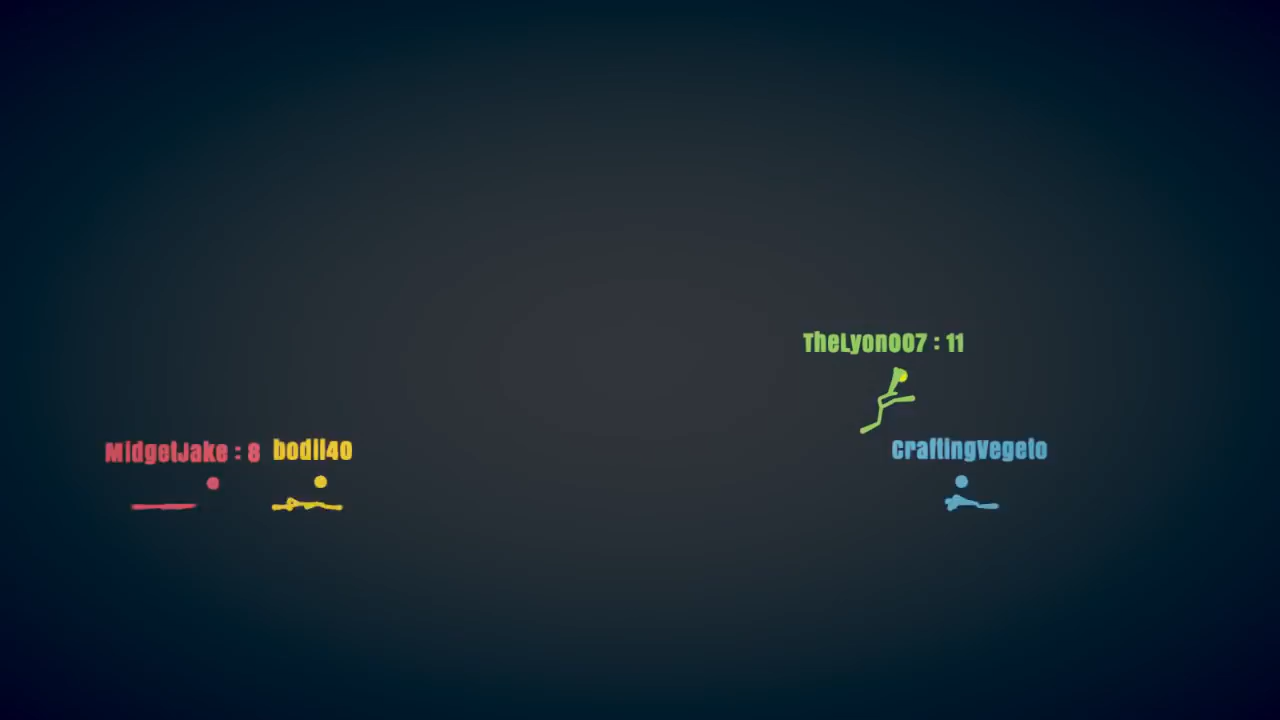 TheLyon007 : 11
MidgetJake : 8
bodil40
CraftingVegeto